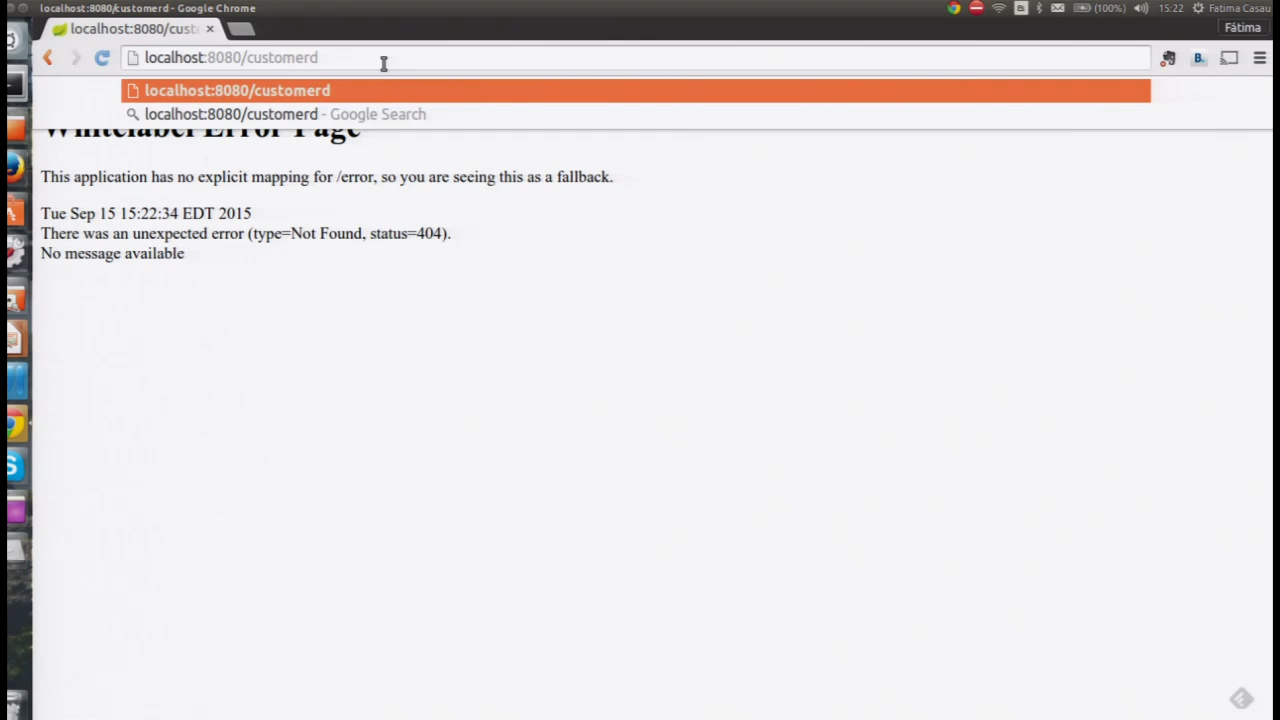 localhost:8080/customerd - Google Chrome
(100%)
15:22
Fatima Casau
localhost:8080/cust
Fátima
localhost:8080/customerd
B.
localhost:8080/customerd
localhost:8080/customerd - Google Search
Whitelabel Error Page
This application has no explicit mapping for /error, so you are seeing this as a fallback.
Tue Sep 15 15:22:34 EDT 2015
There was an unexpected error (type=Not Found, status=404).
No message available